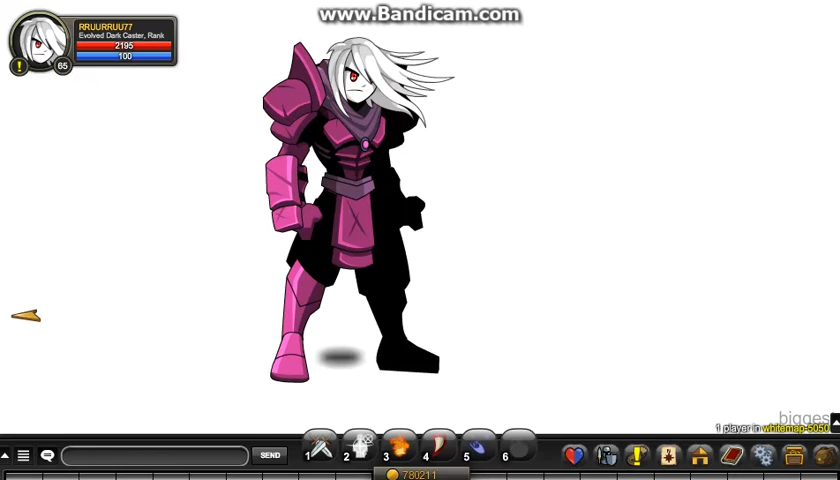 www.Bandicam.com
RRUURRUU77
Evolved Dark Caster, Rank
2195
100
65
bigges
1 player in whitemap-5050
SEND
1 2 3 4 5 6
780211